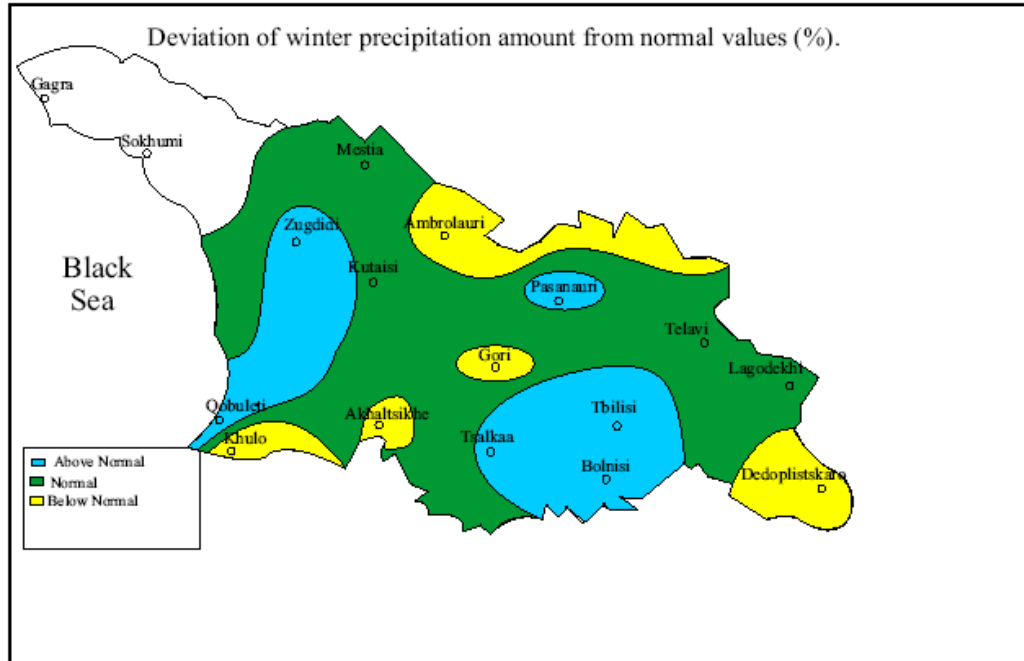 Deviation of winter precipitation amount from normal values (%).
Gagra
Sokhumi
Mestia
Zugdidi
Ambrolauri
Black
Sea
Kutaisi
Pasanauri
Telavi
Gori
Lagodekhi
Qobuleti
Akhaltsikhe
Tbilisi
Khulo
Tsalkaa
Bolnisi
Dedoplistskaro
Above Normal
Normal
Below Normal